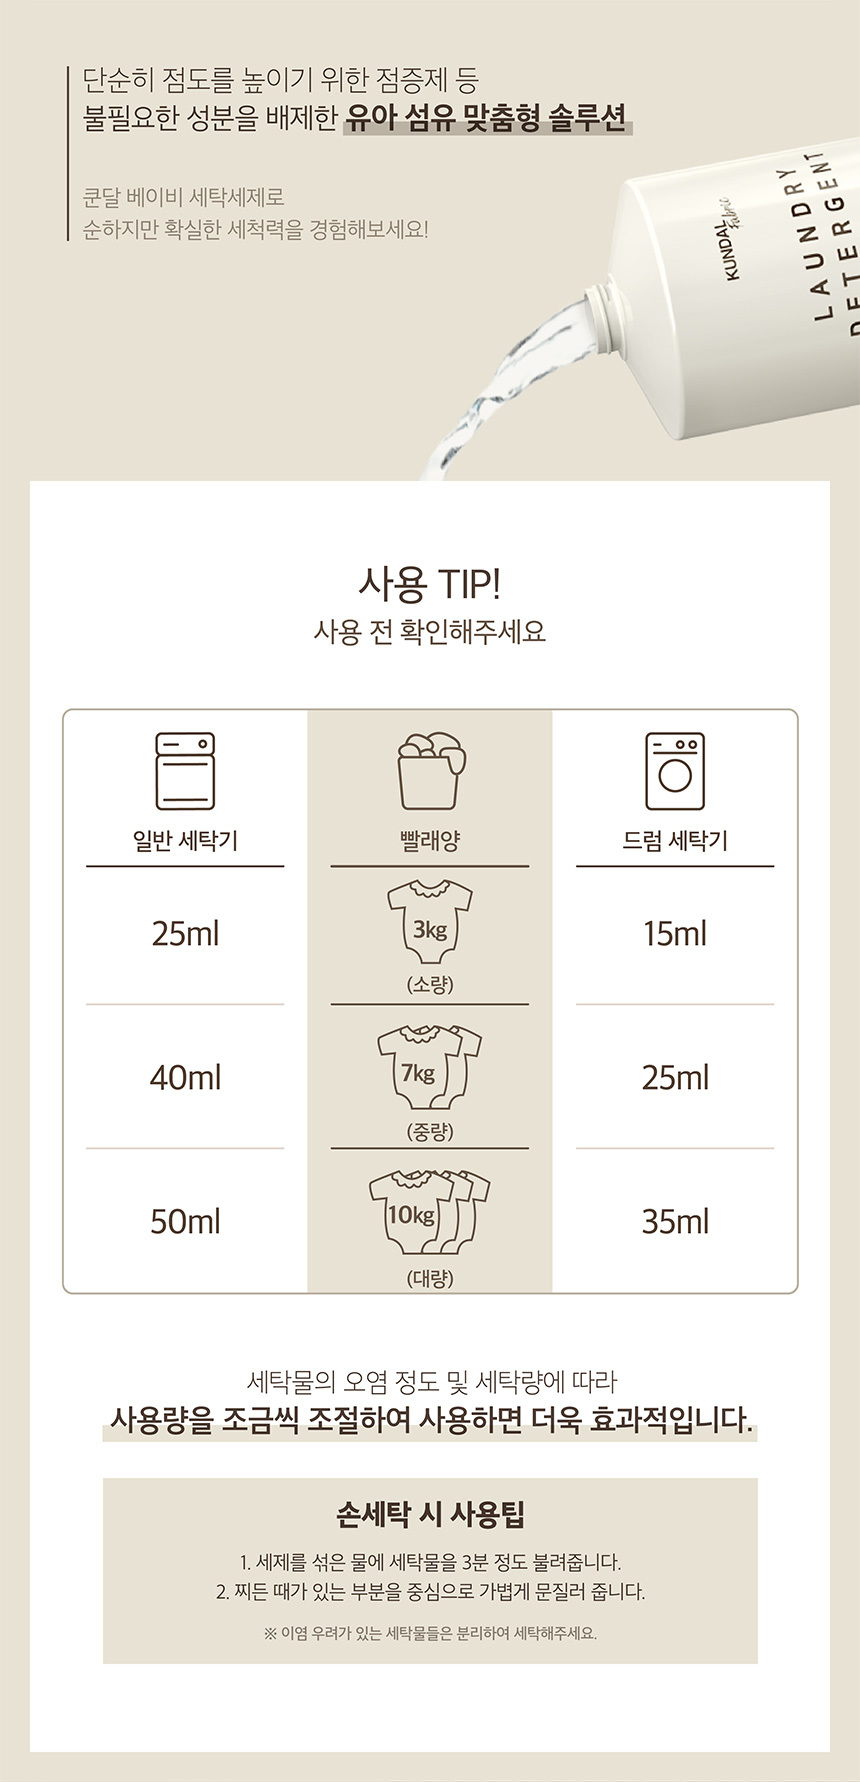 단순히 점도를 높이기 위한 점증제 등
불필요한 성분을 배제한 유아 섬유 맞춤형 솔루션
쿤달 베이비 세탁세제로
순하지만 확실한 세척력을 경험해보세요!
KUNDAL
fabric
LAUNDRY
DETERGENT
사용 TIP!
사용 전 확인해주세요
일반 세탁기 빨래양 드럼 세탁기
25ml 3kg 15ml
(소량)
40ml 7kg 25ml
(중량)
50ml 10kg 35ml
(대량)
세탁물의 오염 정도 및 세탁량에 따라
사용량을 조금씩 조절하여 사용하면 더욱 효과적입니다.
손세탁 시 사용팁
1. 세제를 섞은 물에 세탁물을 3분 정도 불려줍니다.
2. 찌든 때가 있는 부분을 중심으로 가볍게 문질러 줍니다.
※ 이염 우려가 있는 세탁물들은 분리하여 세탁해주세요.